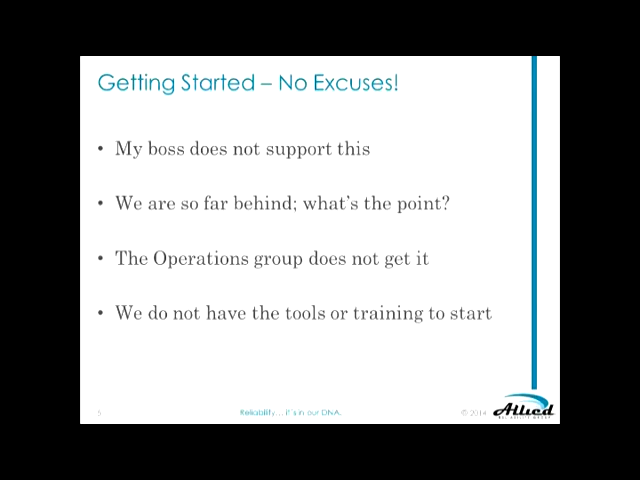 Getting Started – No Excuses!
• My boss does not support this
• We are so far behind; what's the point?
• The Operations group does not get it
• We do not have the tools or training to start
5
Reliability... it's in our DNA.
© 2014
Allied